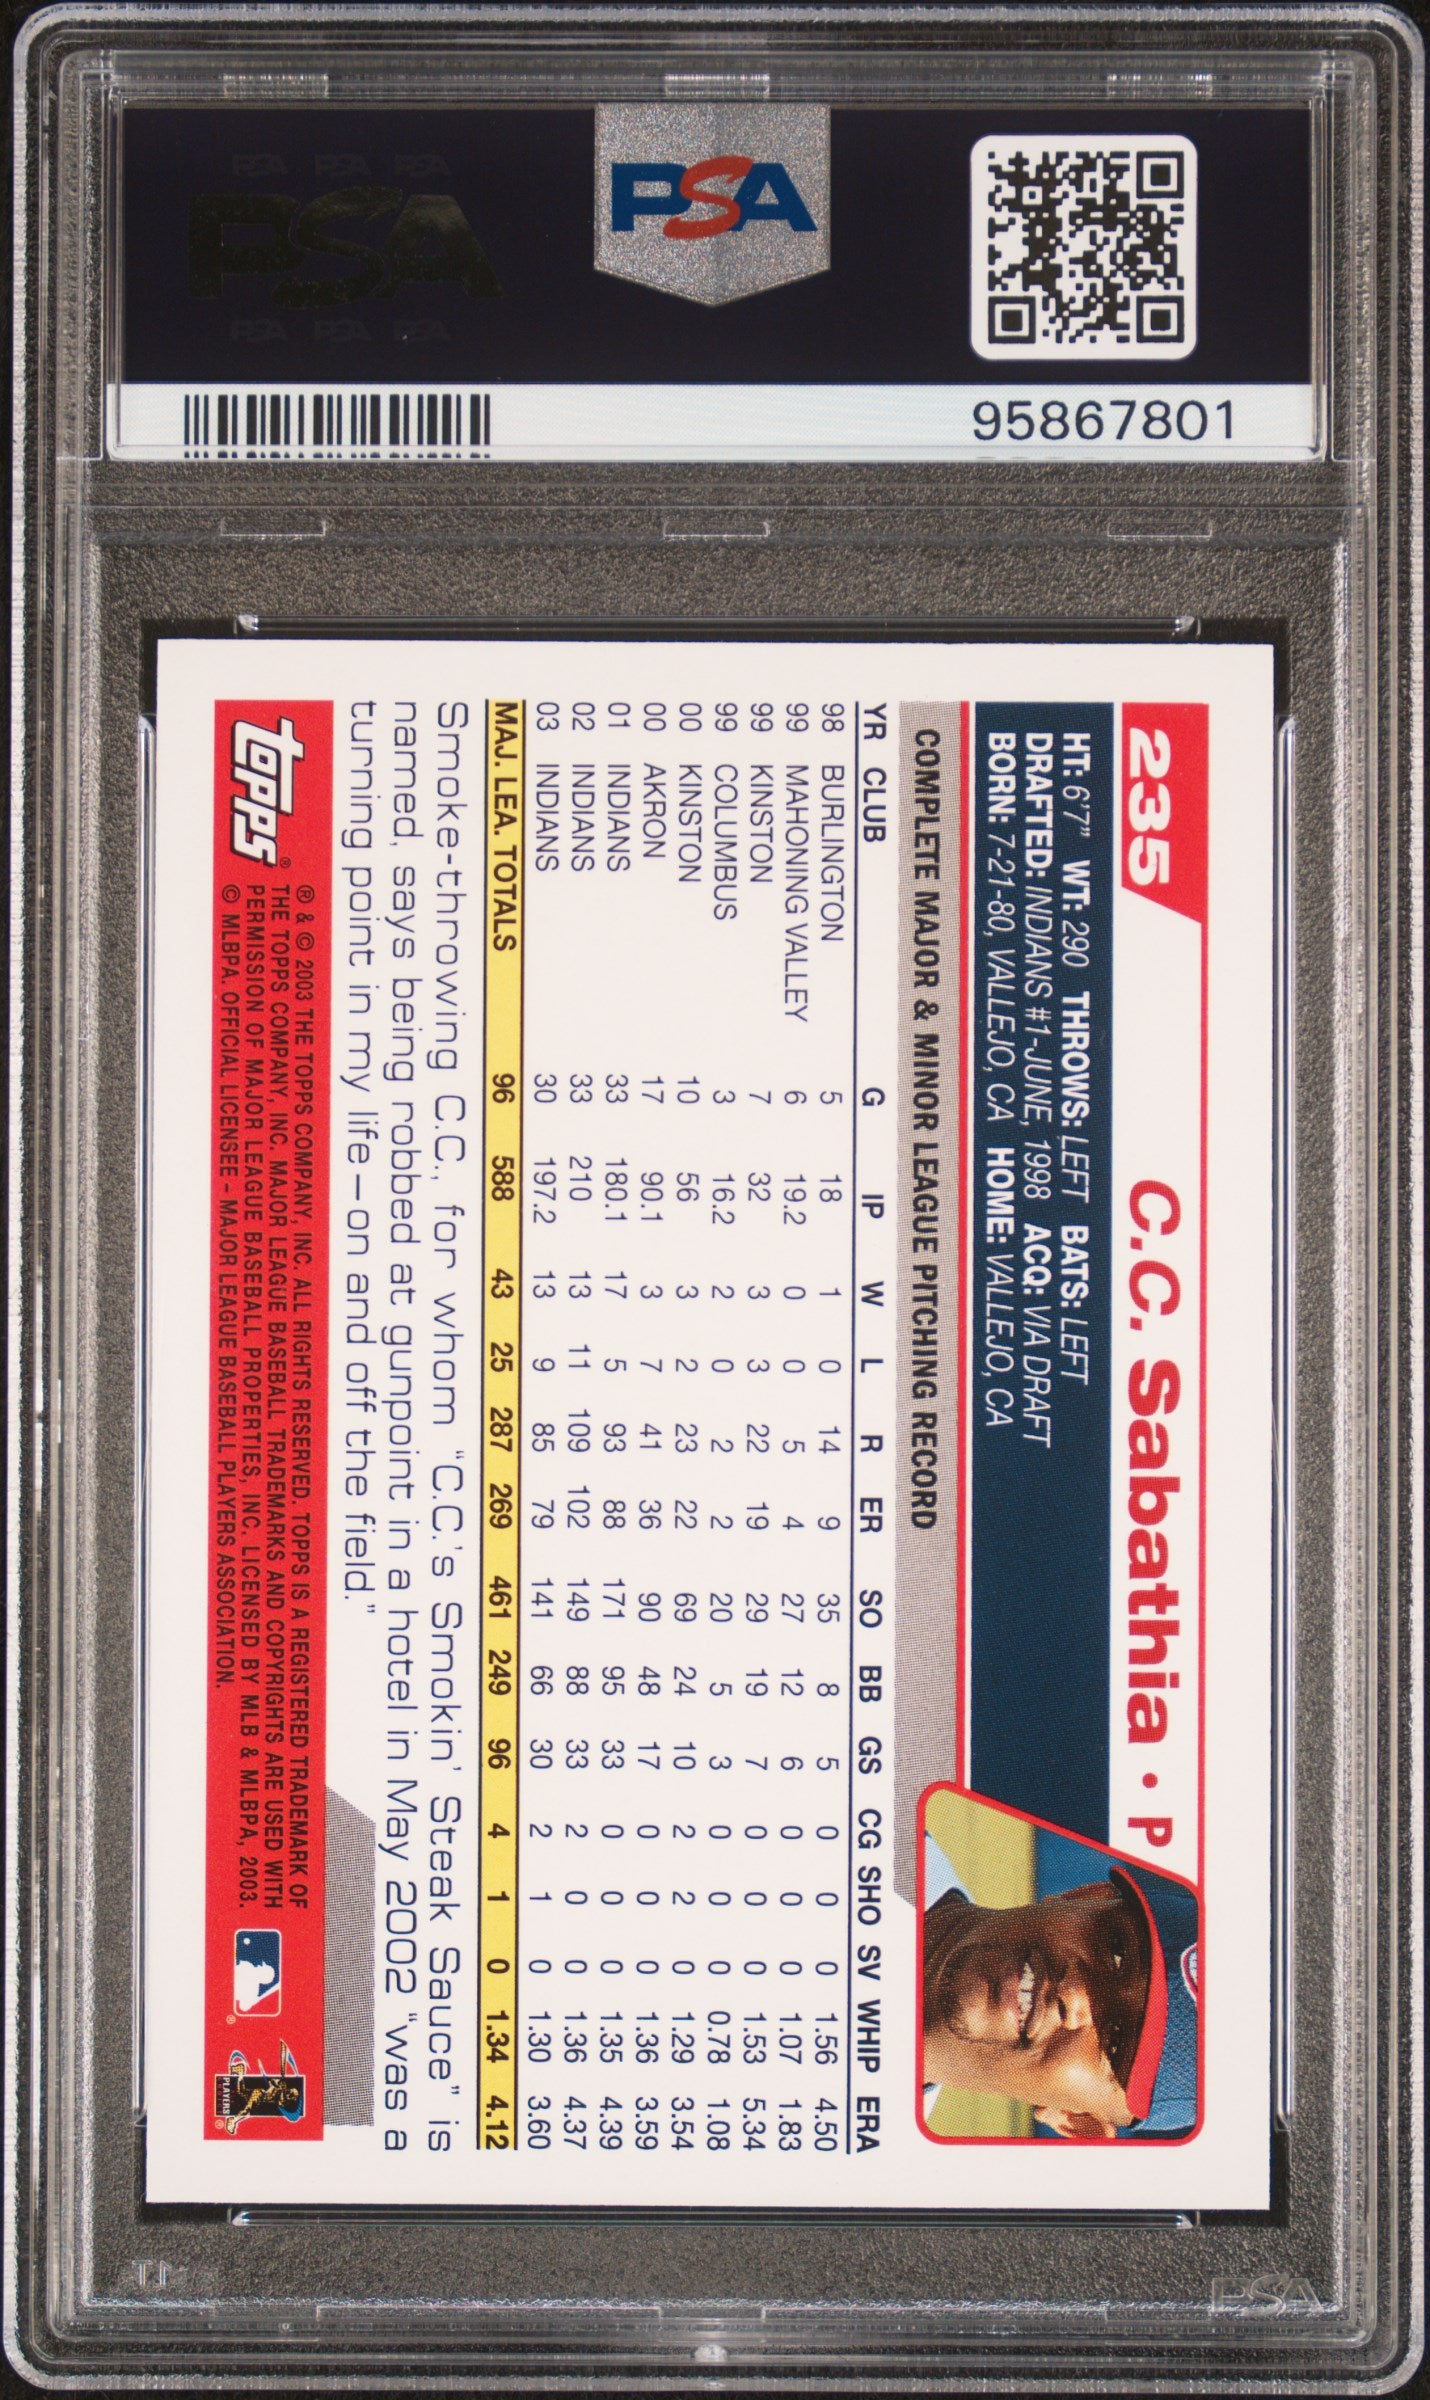 PSA PSA PSA
PSA
PSA PSA PSA
PSA
95867801
235 C.C. Sabathia • P
HT: 6'7" WT: 290 THROWS: LEFT BATS: LEFT
DRAFTED: INDIANS #1-JUNE, 1998 ACQ: VIA DRAFT
BORN: 7-21-80, VALLEJO, CA HOME: VALLEJO, CA
COMPLETE MAJOR & MINOR LEAGUE PITCHING RECORD
YR CLUB G IP W L R ER SO BB GS CG SHO SV WHIP ERA
98 BURLINGTON 5 18 1 0 14 9 35 8 5 0 0 0 1.56 4.50
99 MAHONING VALLEY 6 19.2 0 0 5 4 27 12 6 0 0 0 1.07 1.83
99 KINSTON 7 32 3 3 22 19 29 19 7 0 0 0 1.53 5.34
99 COLUMBUS 3 16.2 2 0 2 2 20 5 3 0 0 0 0.78 1.08
00 KINSTON 10 56 3 2 23 22 69 24 10 2 2 0 1.29 3.54
00 AKRON 17 90.1 3 7 41 36 90 48 17 0 0 0 1.36 3.59
01 INDIANS 33 180.1 17 5 93 88 171 95 33 0 0 0 1.35 4.39
02 INDIANS 33 210 13 11 109 102 149 88 33 2 0 0 1.36 4.37
03 INDIANS 30 197.2 13 9 85 79 141 66 30 2 1 0 1.30 3.60
MAJ. LEA. TOTALS 96 588 43 25 287 269 461 249 96 4 1 0 1.34 4.12
Smoke-throwing C.C., for whom "C.C.'s Smokin' Steak Sauce" is
named, says being robbed at gunpoint in a hotel in May 2002 "was a
turning point in my life—on and off the field."
topps®
® & © 2003 THE TOPPS COMPANY, INC. ALL RIGHTS RESERVED. TOPPS IS A REGISTERED TRADEMARK OF
THE TOPPS COMPANY, INC. MAJOR LEAGUE BASEBALL TRADEMARKS AND COPYRIGHTS ARE USED WITH
PERMISSION OF MAJOR LEAGUE BASEBALL PROPERTIES, INC. LICENSED BY MLB & MLBPA, 2003.
© MLBPA. OFFICIAL LICENSEE - MAJOR LEAGUE BASEBALL PLAYERS ASSOCIATION.
PLAYERS
PSA